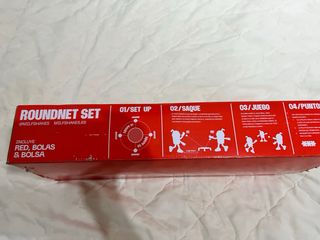 ROUNDNET SET
01/SET UP
02/SAQUE
03/JUEGO
04/PUNTO
INCLUYE
RED, BOLAS
& BOLSA